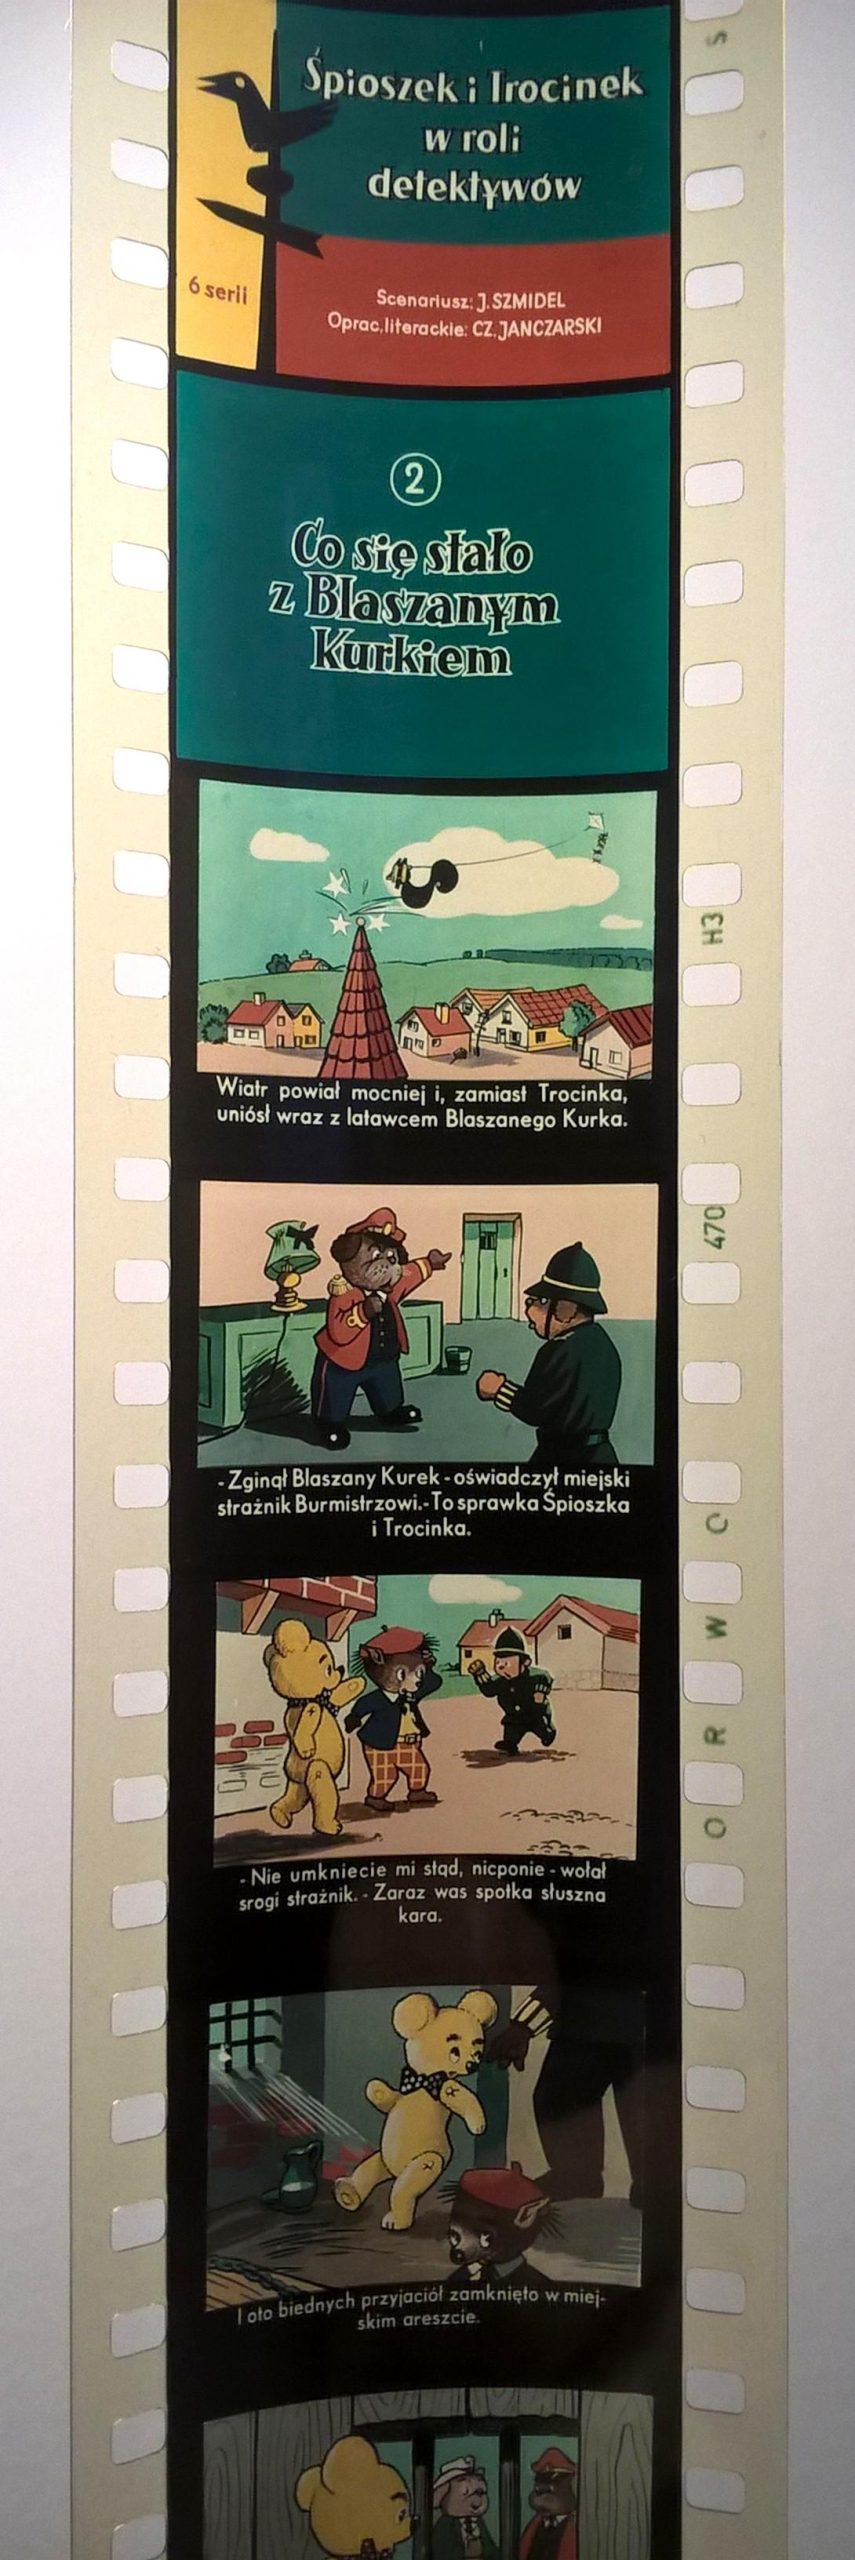 Śpioszek i Trocinek
w roli
detektywów
6 serii
Scenariusz: J. SZMIDEL
Oprac. literackie: CZ. JANCZARSKI
2
Co się stało
z Blaszanym
Kurkiem
Wiatr powiał mocniej i, zamiast Trocinka,
uniósł wraz z latawcem Blaszanego Kurka.
- Zginął Blaszany Kurek - oświadczył miejski
strażnik Burmistrzowi.- To sprawka Śpioszka
i Trocinka.
- Nie umkniecie mi stąd, nicponie - wołał
srogi strażnik. - Zaraz was spotka słuszna
kara.
I oto biednych przyjaciół zamknięto w miej-
skim areszcie.
S
H3
470
ORWO